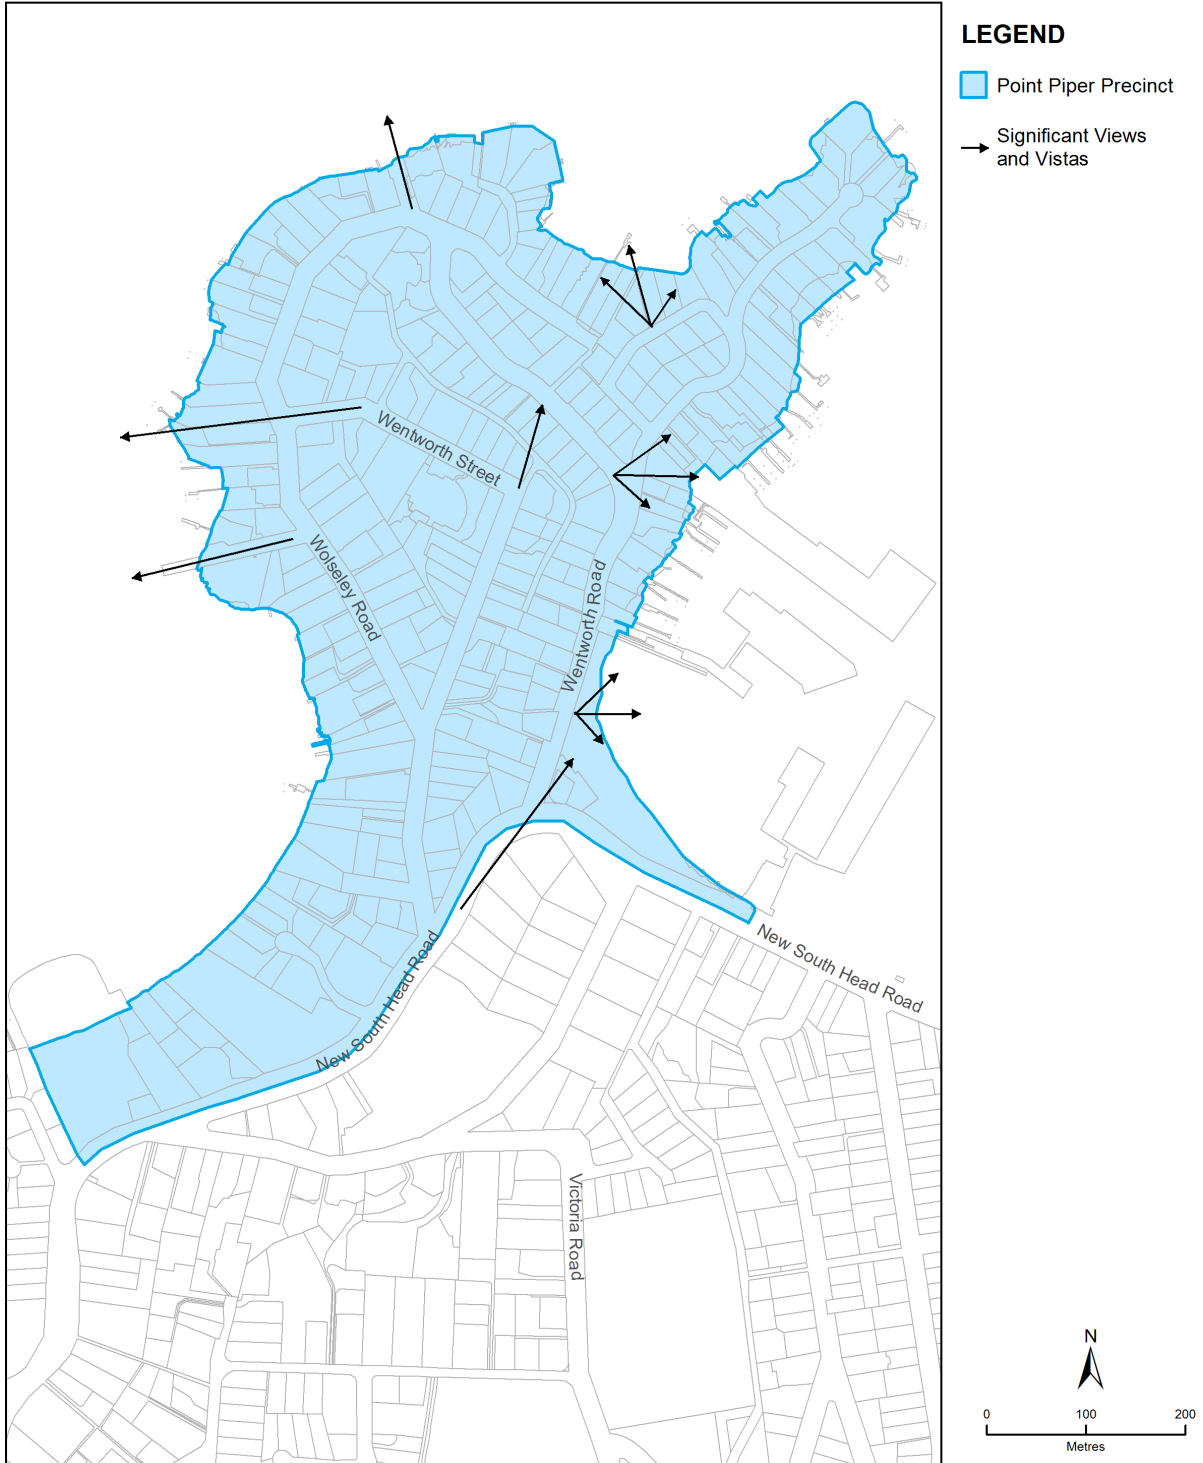 LEGEND
Point Piper Precinct
Significant Views
and Vistas
Wentworth Street
Wolseley Road
Wentworth Road
New South Head Road
New South Head Road
Victoria Road
N
0 100 200
Metres